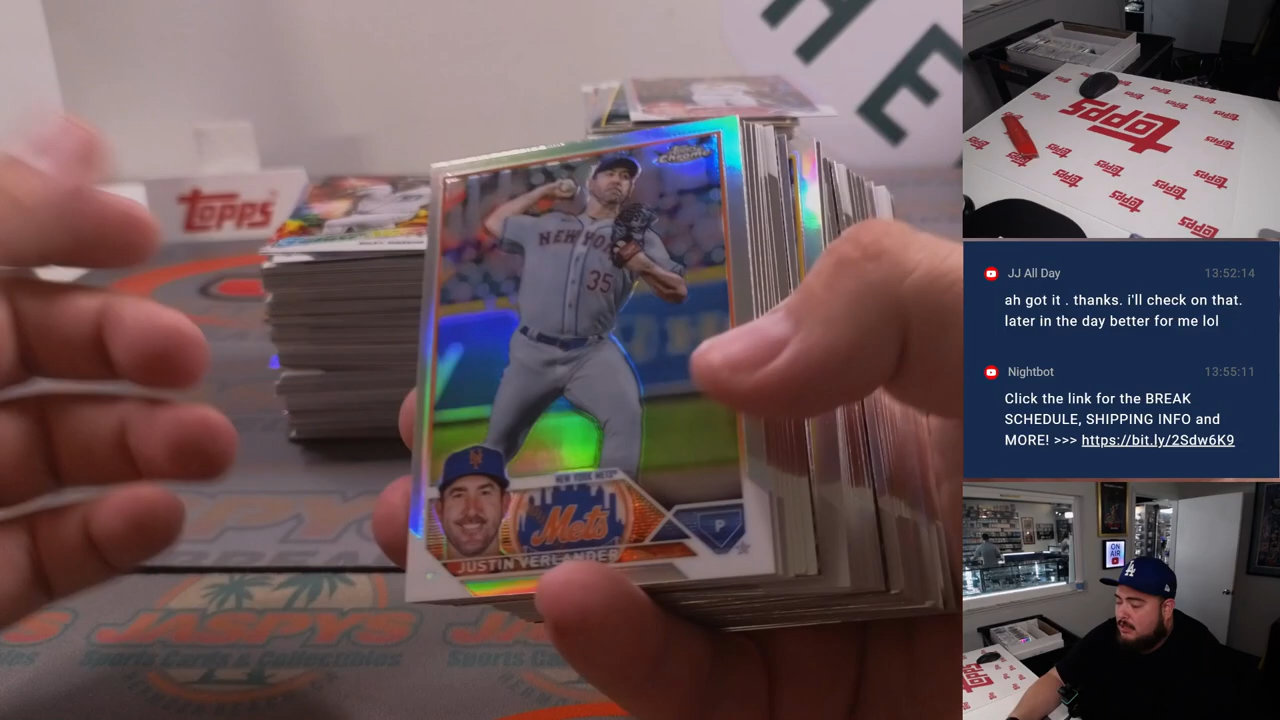 H
E
Topps
Chrome
TOPPS
NEW YORK
35
NEW YORK METS
Mets
P
JUSTIN VERLANDER
JASPYS
Sports Cards & Collectibles
topps
JJ All Day 13:52:14
ah got it . thanks. i'll check on that.
later in the day better for me lol
Nightbot 13:55:11
Click the link for the BREAK
SCHEDULE, SHIPPING INFO and
MORE! >>> https://bit.ly/2Sdw6K9
ON
AIR
LA